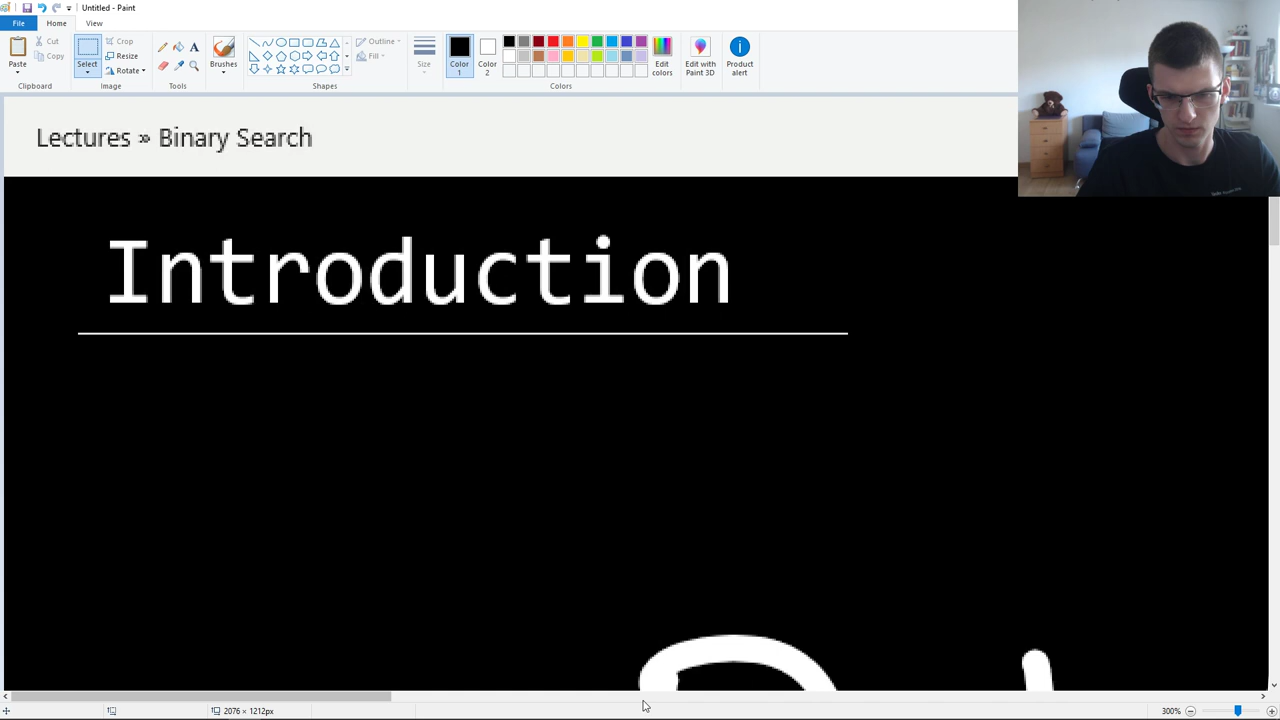 Untitled - Paint
File Home View
Paste
Cut
Copy
Clipboard
Select
Crop
Resize
Rotate
Image
Tools
Brushes
Shapes
Outline
Fill
Size
Color 1
Color 2
Edit colors
Colors
Edit with Paint 3D
Product alert
Lectures » Binary Search
Introduction
2076 × 1212px
300%